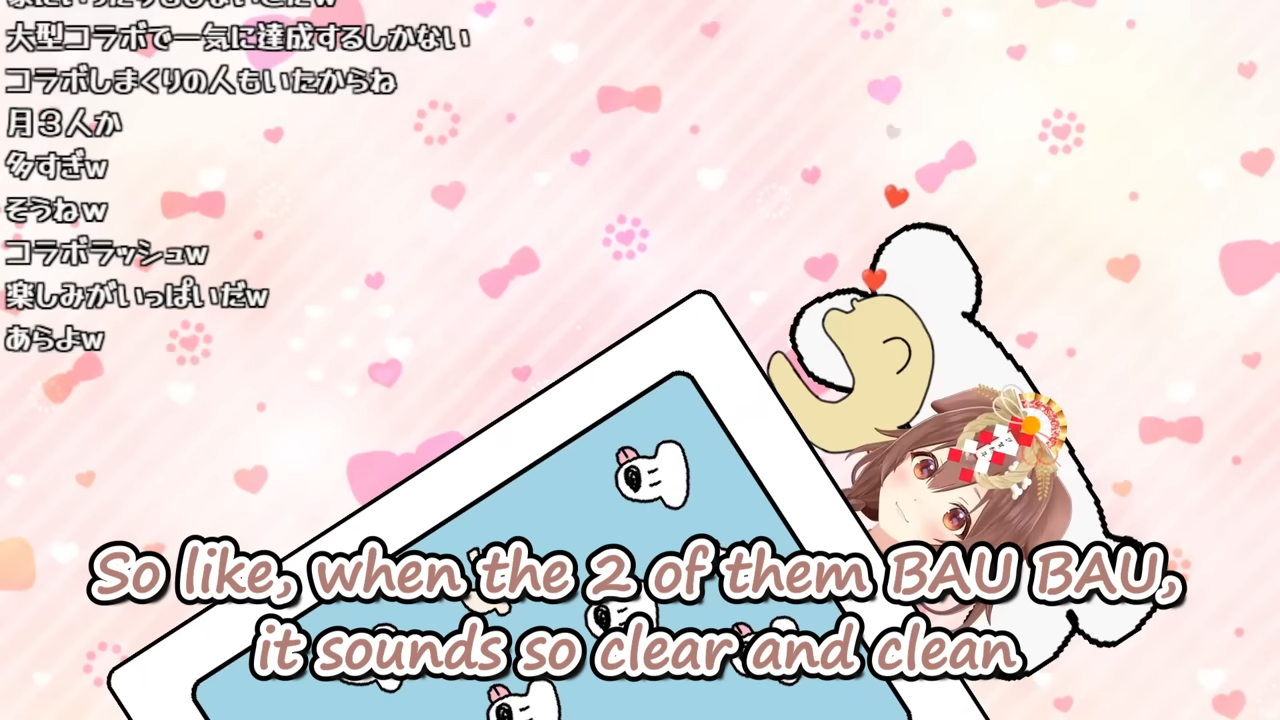 大型コラボで一気に達成するしかない
コラボしまくりの人もいたからね
月３人か
多すぎw
そうねw
コラボラッシュw
楽しみがいっぱいだw
あらよw
So like, when the 2 of them BAU BAU,
it sounds so clear and clean